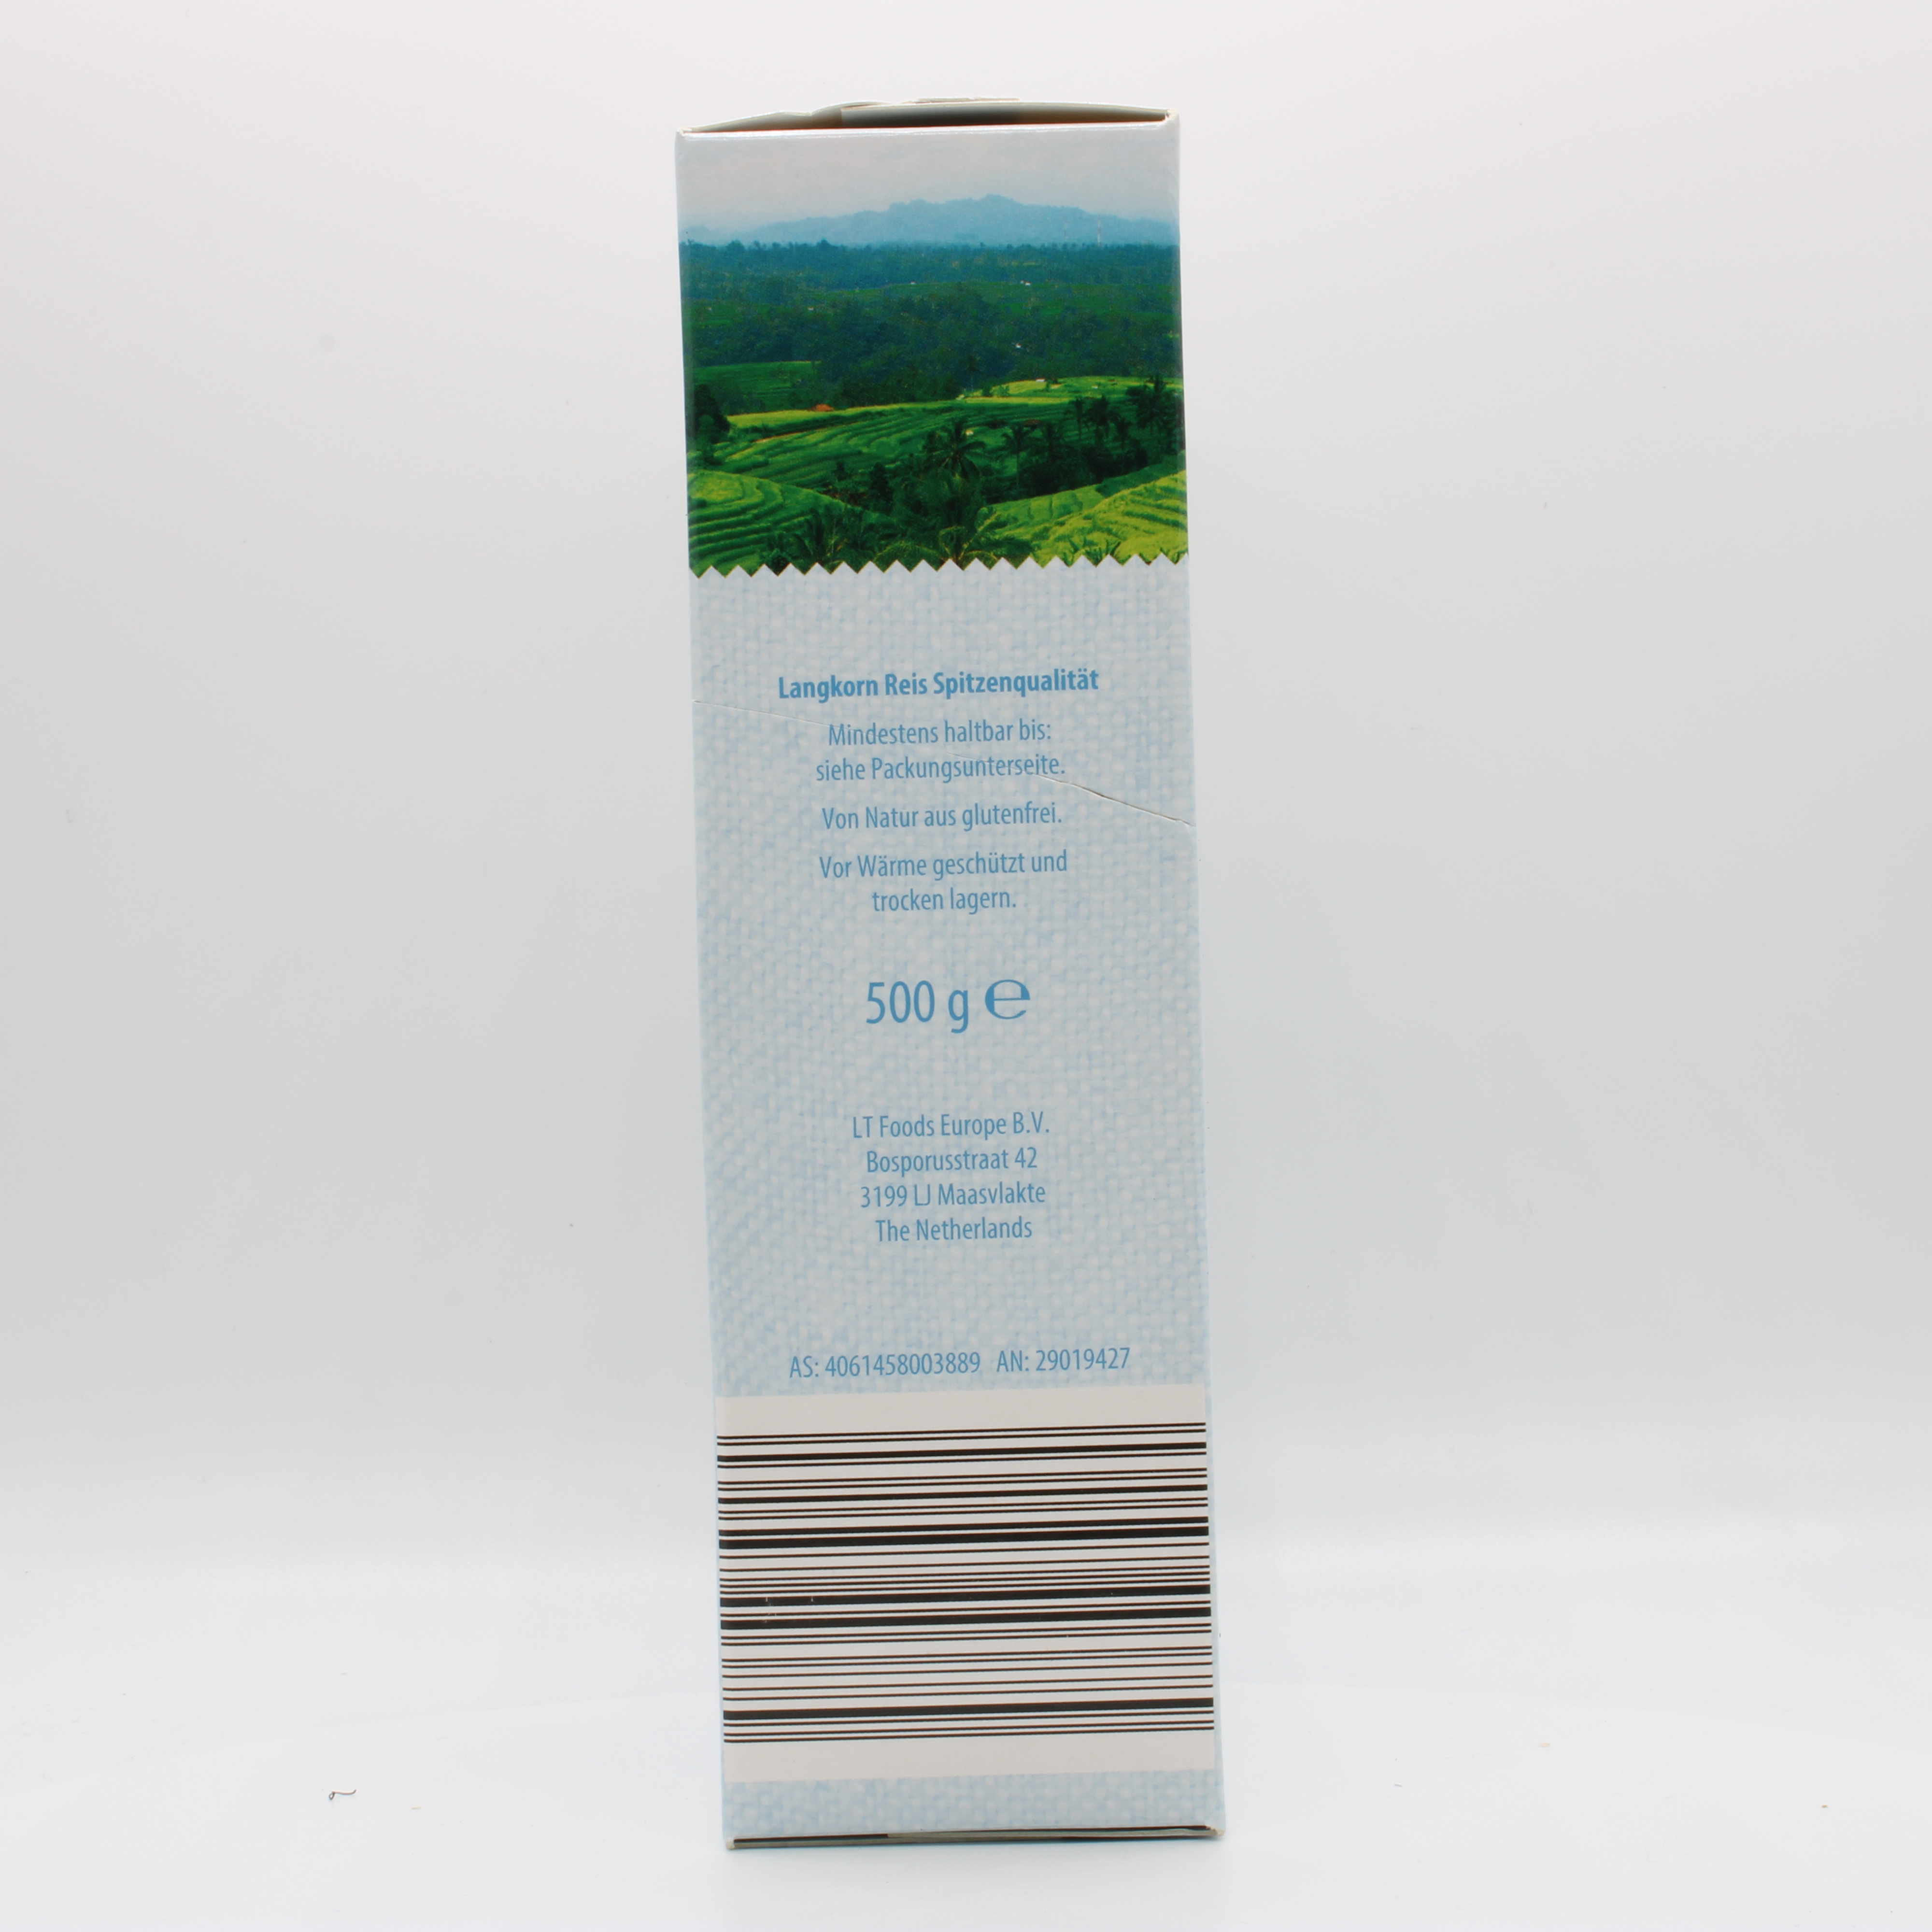 Langkorn Reis Spitzenqualität
Mindestens haltbar bis:
siehe Packungsunterseite.
Von Natur aus glutenfrei.
Vor Wärme geschützt und
trocken lagern.
500 g ℮
LT Foods Europe B.V.
Bosporusstraat 42
3199 LJ Maasvlakte
The Netherlands
AS: 4061458003889 AN: 29019427